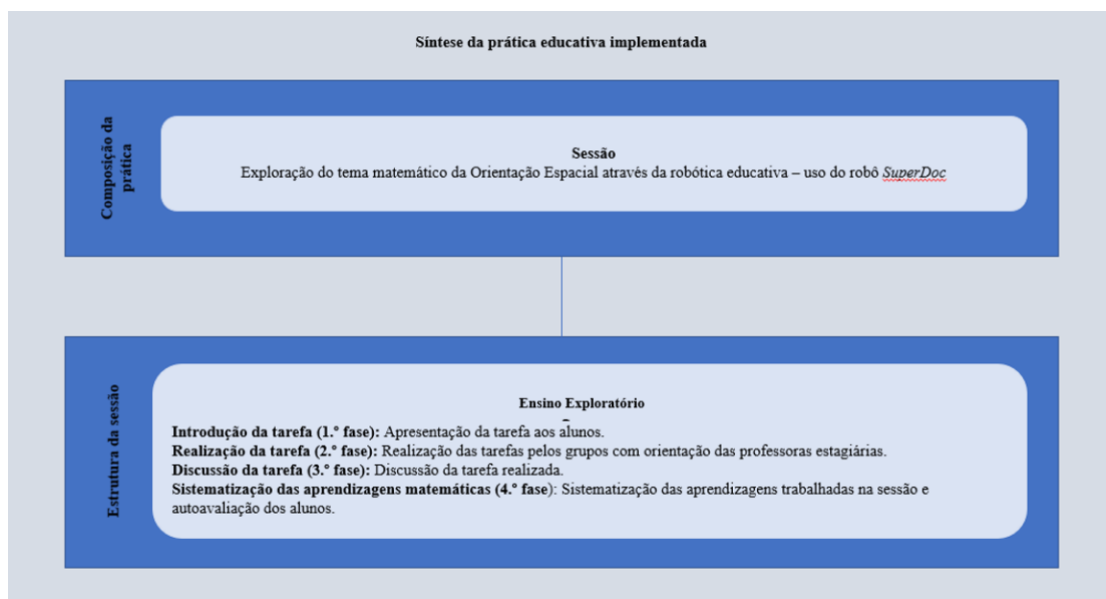 Síntese da prática educativa implementada
Composição da
prática
Sessão
Exploração do tema matemático da Orientação Espacial através da robótica educativa – uso do robô SuperDoc
Estrutura da sessão
Ensino Exploratório
Introdução da tarefa (1.º fase): Apresentação da tarefa aos alunos.
Realização da tarefa (2.º fase): Realização das tarefas pelos grupos com orientação das professoras estagiárias.
Discussão da tarefa (3.º fase): Discussão da tarefa realizada.
Sistematização das aprendizagens matemáticas (4.º fase): Sistematização das aprendizagens trabalhadas na sessão e
autoavaliação dos alunos.